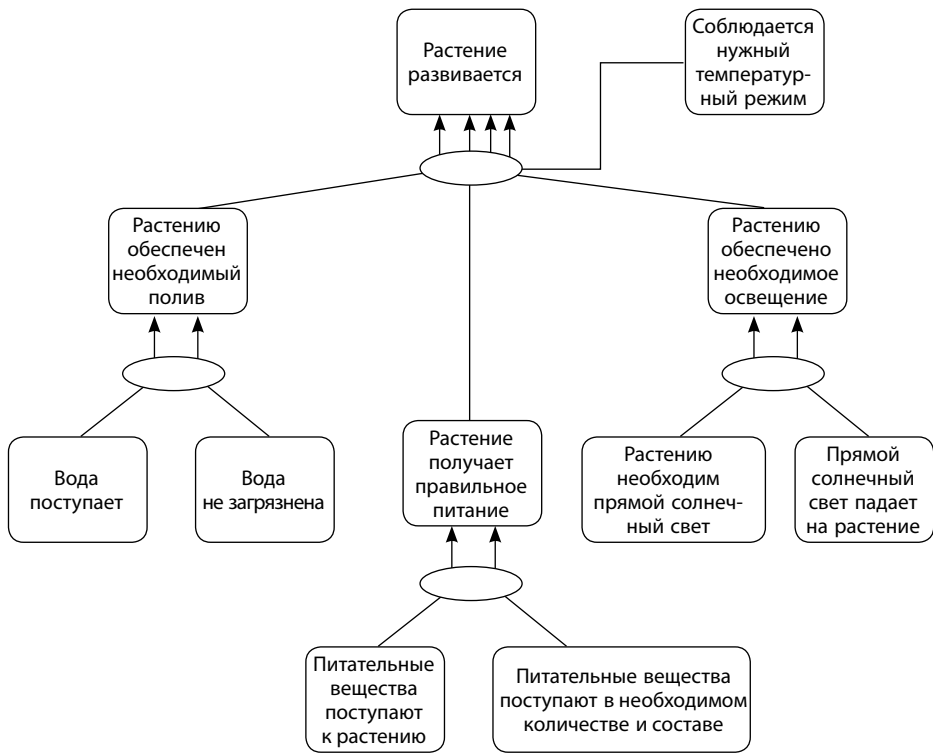 Растение
развивается
Соблюдается
нужный
температур-
ный режим
Растению
обеспечен
необходимый
полив
Растению
обеспечено
необходимое
освещение
Вода
поступает
Вода
не загрязнена
Растение
получает
правильное
питание
Растению
необходим
прямой солнеч-
ный свет
Прямой
солнечный
свет падает
на растение
Питательные
вещества
поступают
к растению
Питательные вещества
поступают в необходимом
количестве и составе